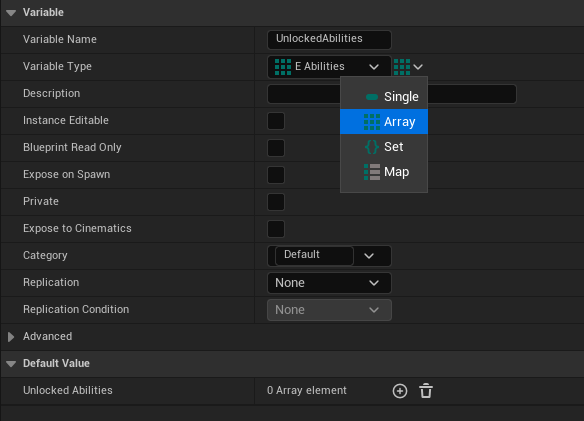 Variable
Variable Name UnlockedAbilities
Variable Type E Abilities
Description
Single
Array
Set
Map
Instance Editable
Blueprint Read Only
Expose on Spawn
Private
Expose to Cinematics
Category Default
Replication None
Replication Condition None
Advanced
Default Value
Unlocked Abilities 0 Array element